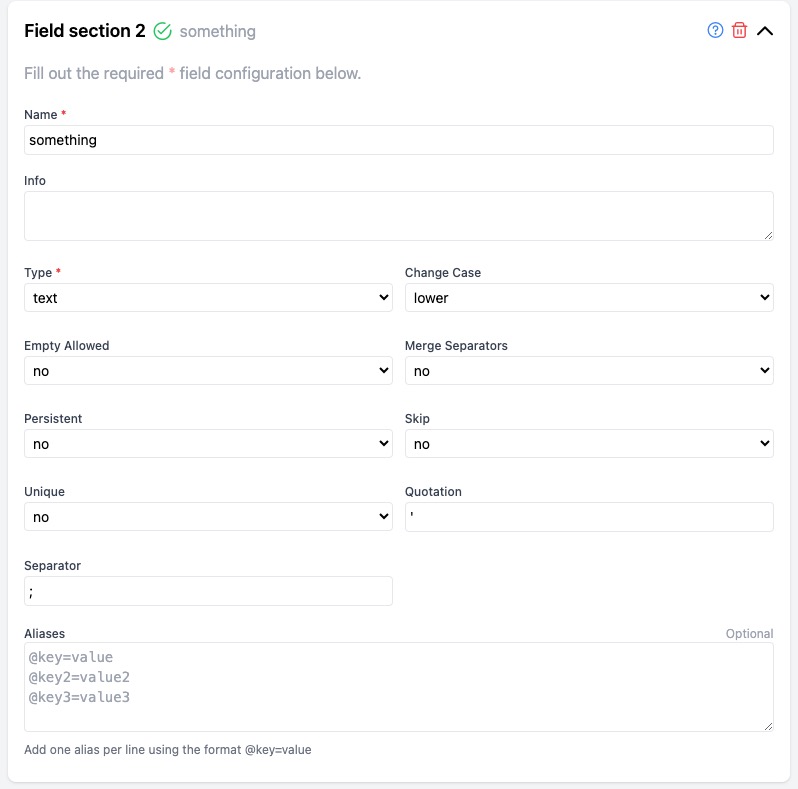 Field section 2 something
Fill out the required * field configuration below.
Name *
something
Info
Type * Change Case
text lower
Empty Allowed Merge Separators
no no
Persistent Skip
no no
Unique Quotation
no '
Separator
;
Aliases Optional
@key=value
@key2=value2
@key3=value3
Add one alias per line using the format @key=value